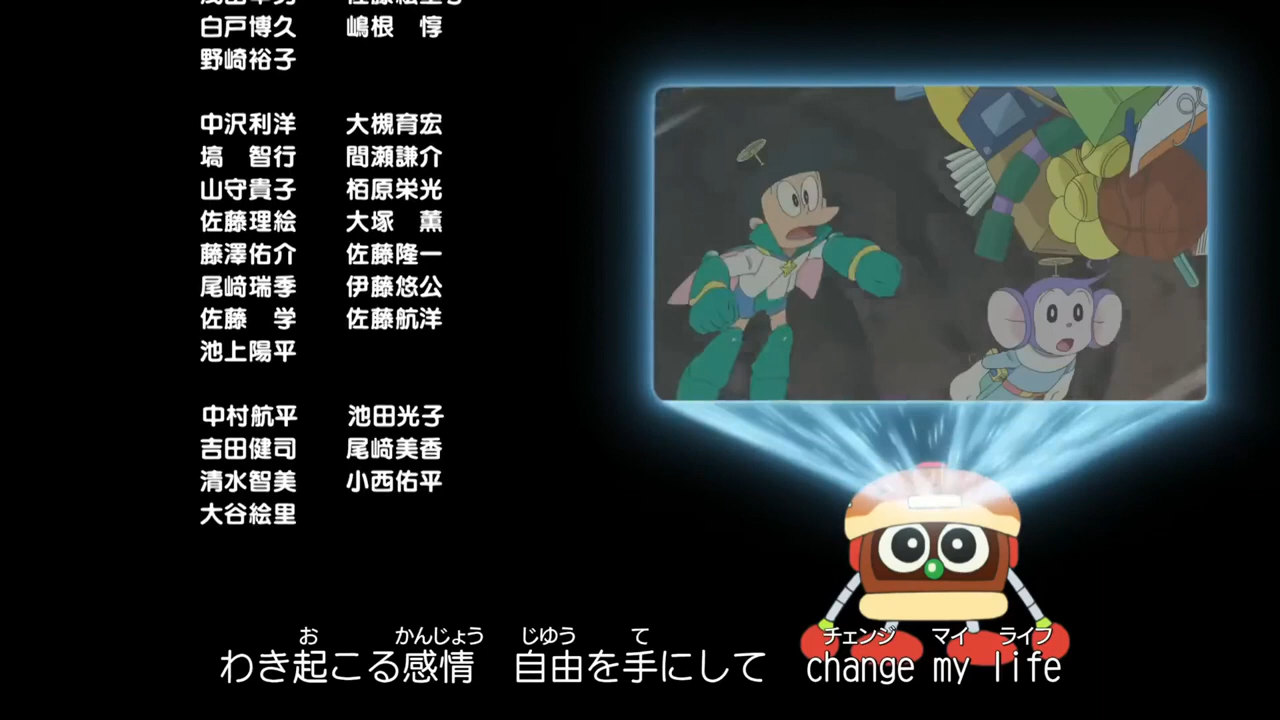 白戸博久 嶋根 惇
野崎裕子
中沢利洋 大槻育宏
塙 智行 間瀬謙介
山守貴子 栢原栄光
佐藤理絵 大塚 薫
藤澤佑介 佐藤隆一
尾﨑瑞季 伊藤悠公
佐藤 学 佐藤航洋
池上陽平
中村航平 池田光子
吉田健司 尾﨑美香
清水智美 小西佑平
大谷絵里
お かんじょう じゆう て チェンジ マイ ライフ
わき起こる感情 自由を手にして change my life